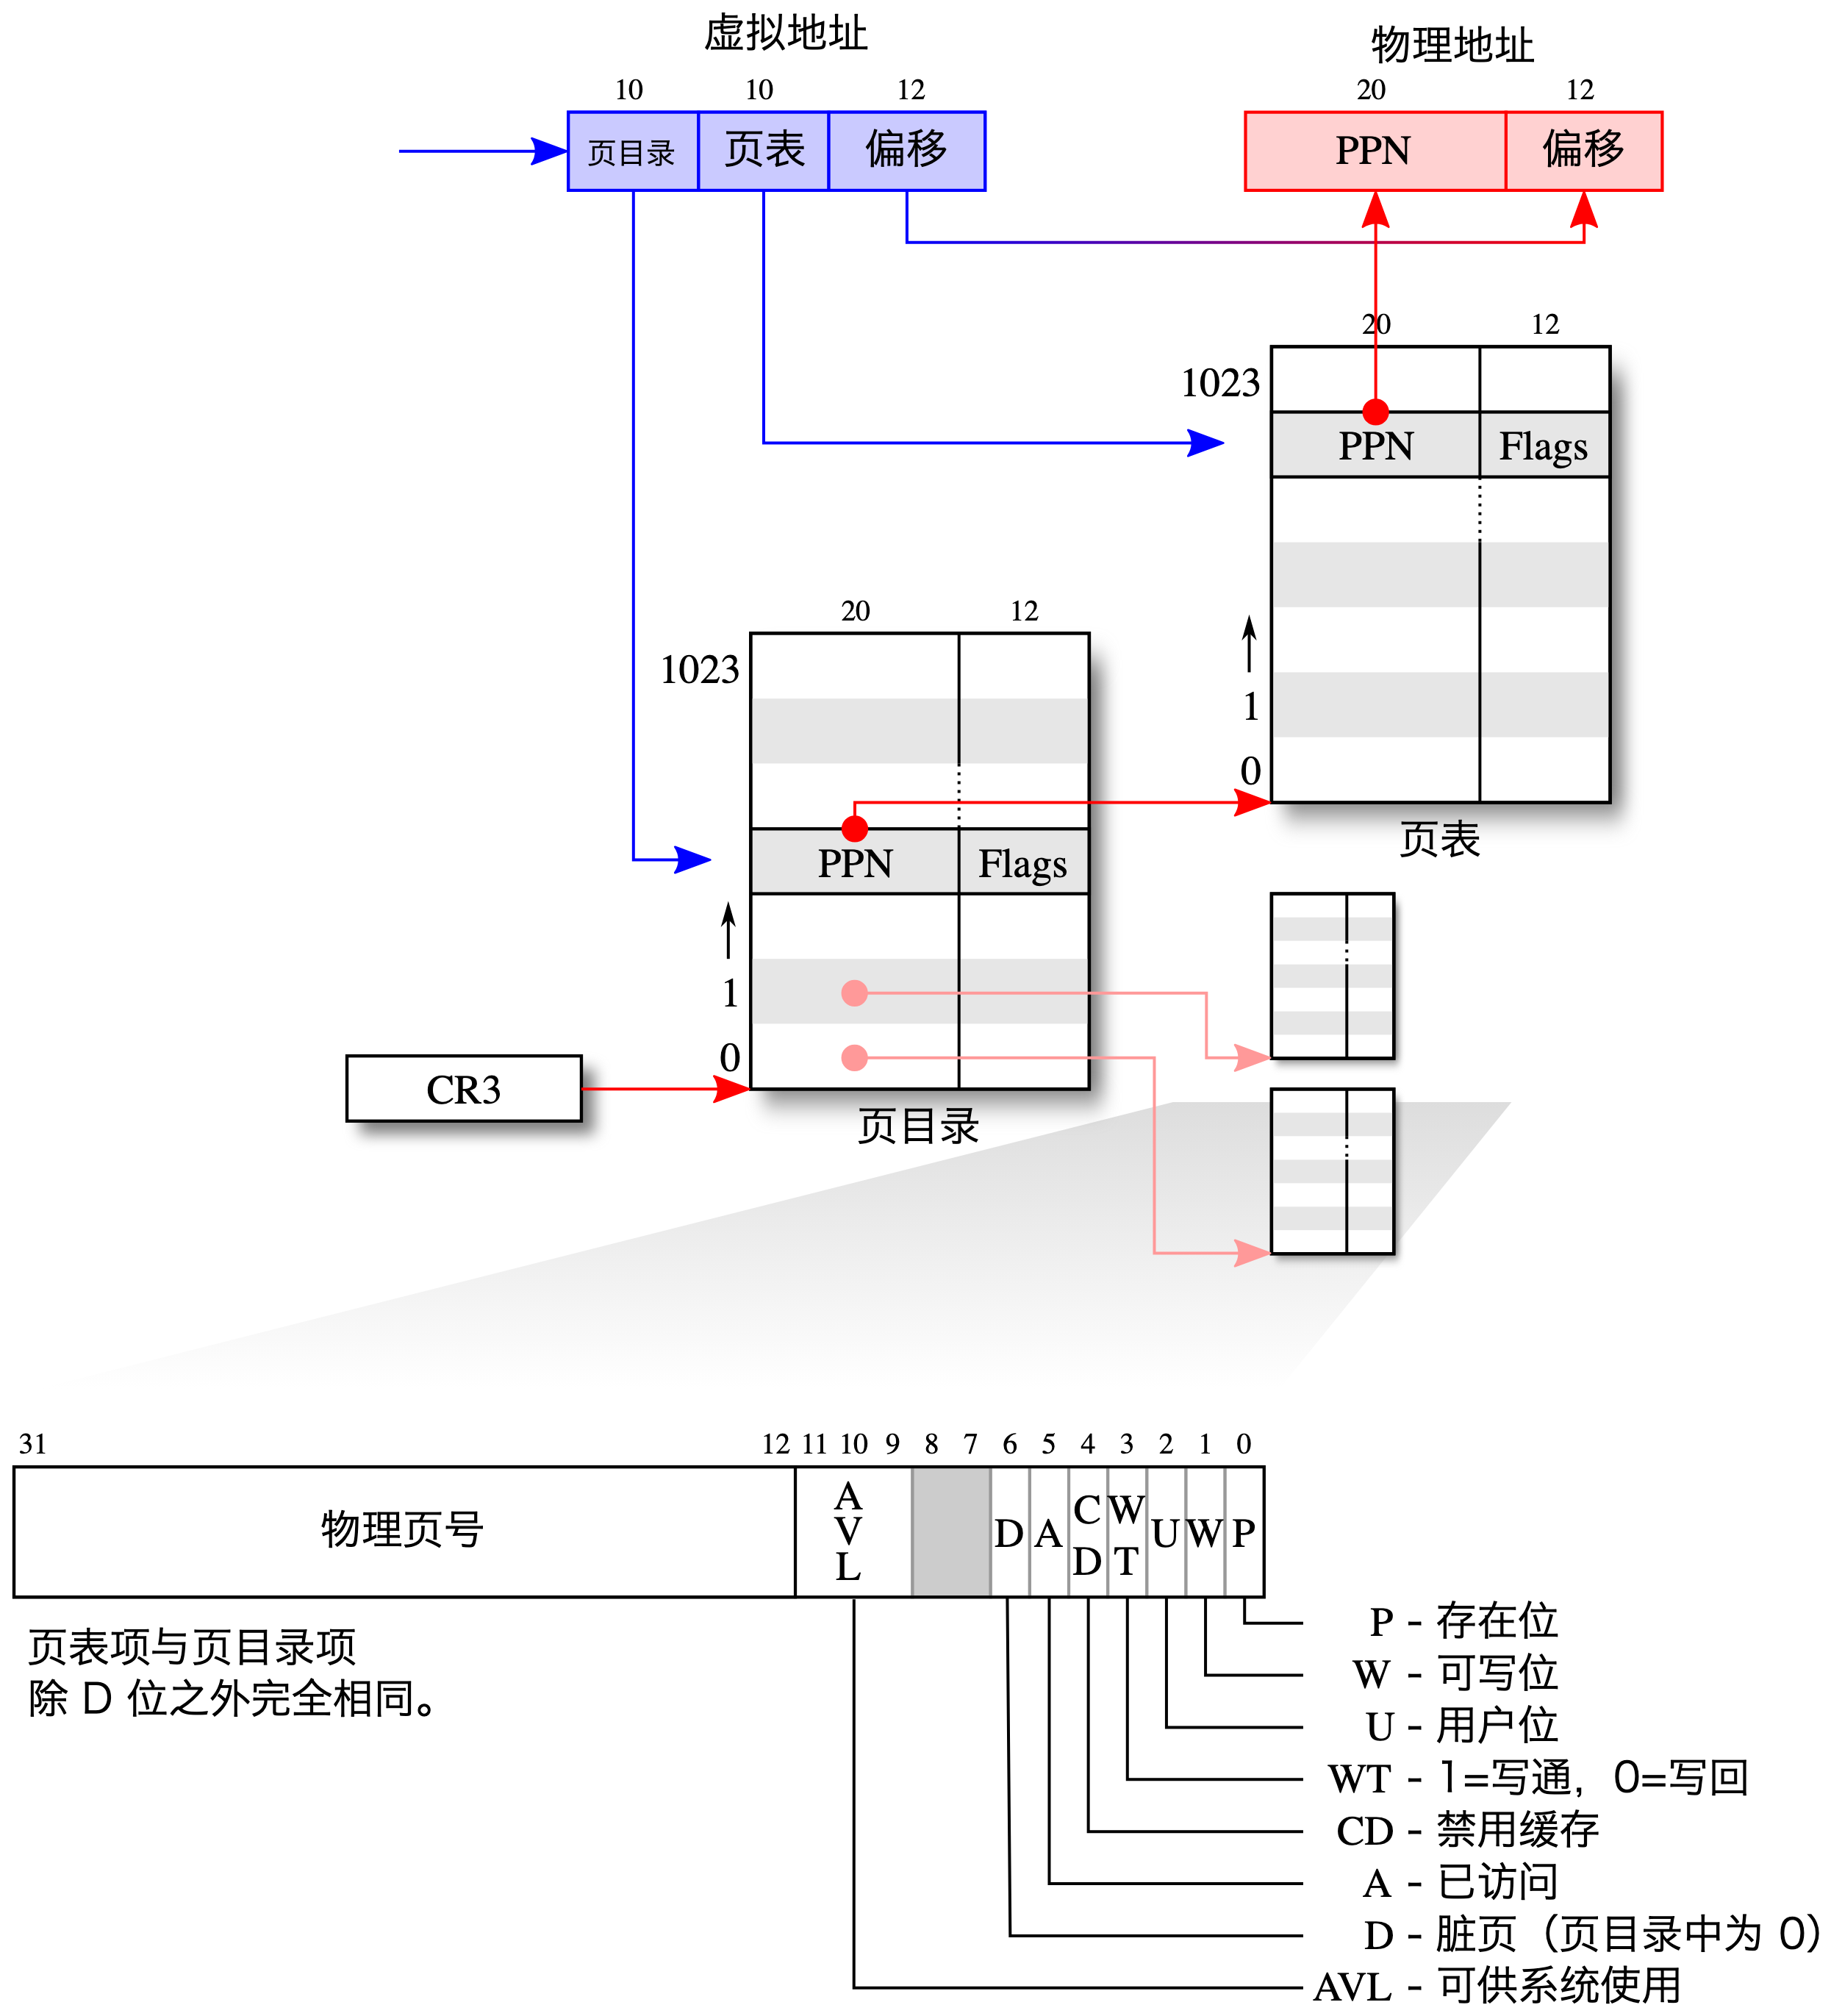 虚拟地址
物理地址
10 10 12
20 12
页目录 页表 偏移
PPN 偏移
20 12
1023
PPN Flags
1
0
页表
20 12
1023
PPN Flags
1
0
页目录
CR3
31 12 11 10 9 8 7 6 5 4 3 2 1 0
物理页号
AVL
D
A
CD
WT
U
W
P
页表项与页目录项
除 D 位之外完全相同。
P - 存在位
W - 可写位
U - 用户位
WT - 1=写通，0=写回
CD - 禁用缓存
A - 已访问
D - 脏页（页目录中为 0）
AVL - 可供系统使用